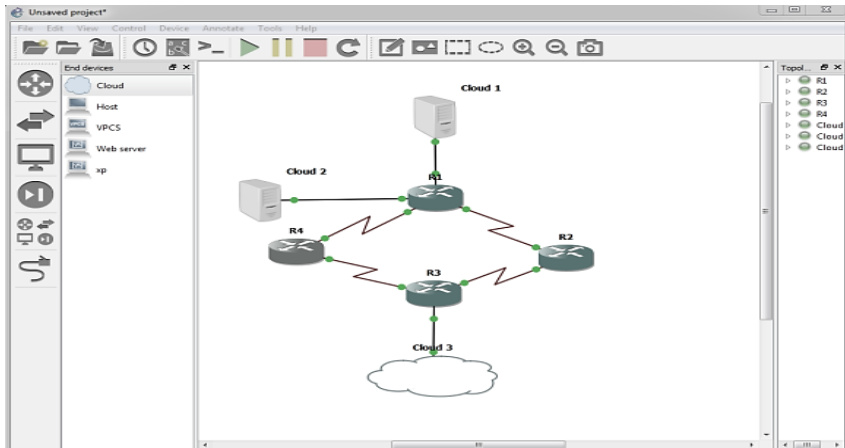 Unsaved project*
File Edit View Control Device Annotate Tools Help
End devices
Cloud
Host
VPCS
Web server
xp
Cloud 1
R1
Cloud 2
R4
R2
R3
Cloud 3
Topol...
R1
R2
R3
R4
Cloud
Cloud
Cloud